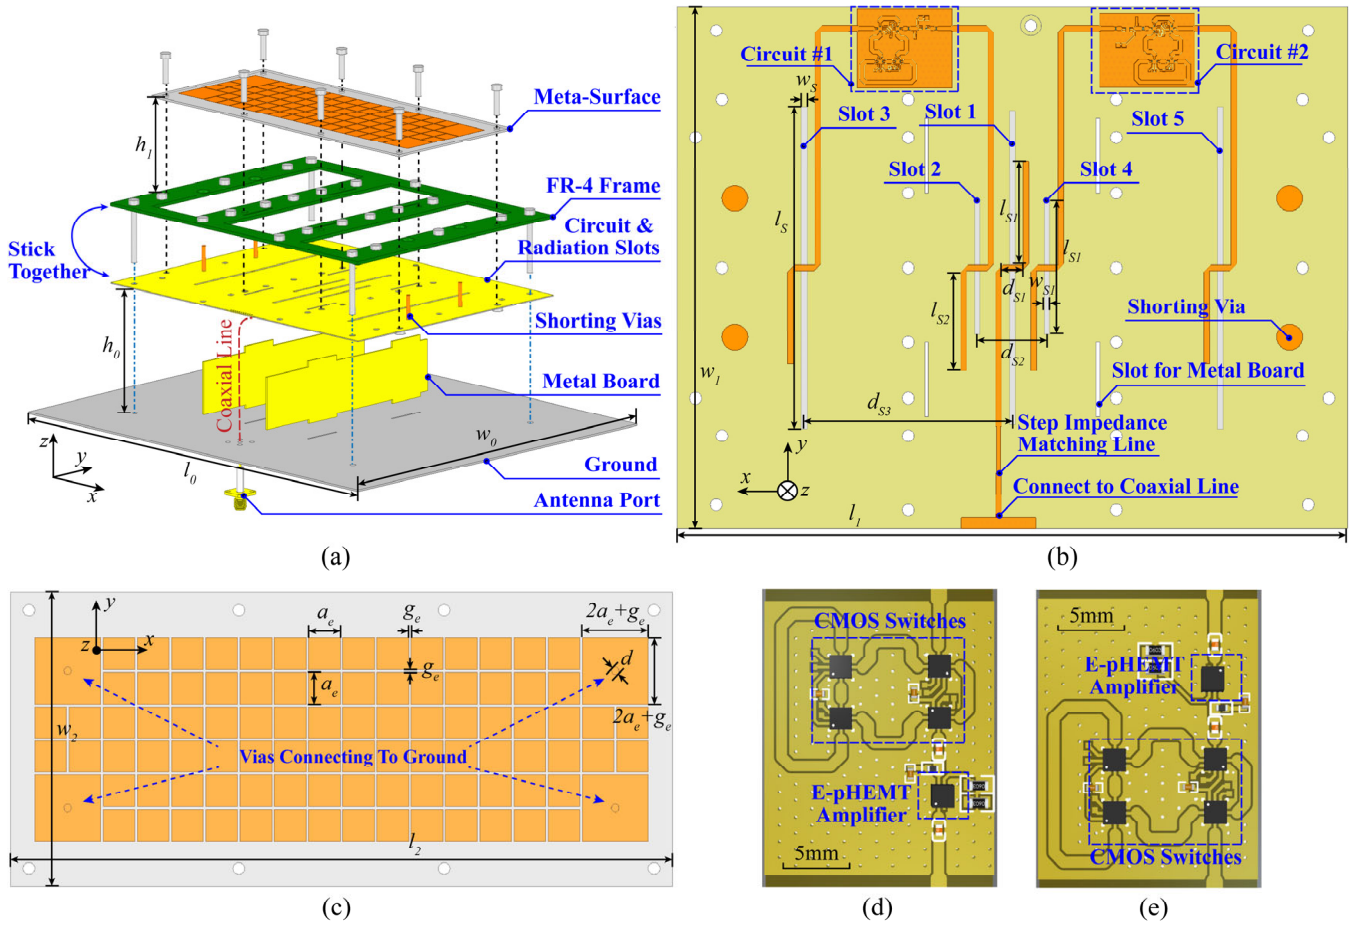 Meta-Surface
h1
FR-4 Frame
Circuit &
Radiation Slots
Stick
Together
Shorting Vias
h0
Coaxial Line
Metal Board
w0
z
y
x
l0
Ground
Antenna Port
(a)
Circuit #1
Circuit #2
wS
Slot 3
Slot 1
Slot 5
Slot 2
Slot 4
lS
lS1
lS1
dS1
wS1
lS2
Shorting Via
dS2
w1
Slot for Metal Board
dS3
Step Impedance
Matching Line
y
x
z
Connect to Coaxial Line
l1
(b)
y
z
x
ae
ge
2ae+ge
d
ge
ae
2ae+ge
w2
Vias Connecting To Ground
l2
(c)
CMOS Switches
E-pHEMT
Amplifier
5mm
(d)
5mm
E-pHEMT
Amplifier
CMOS Switches
(e)